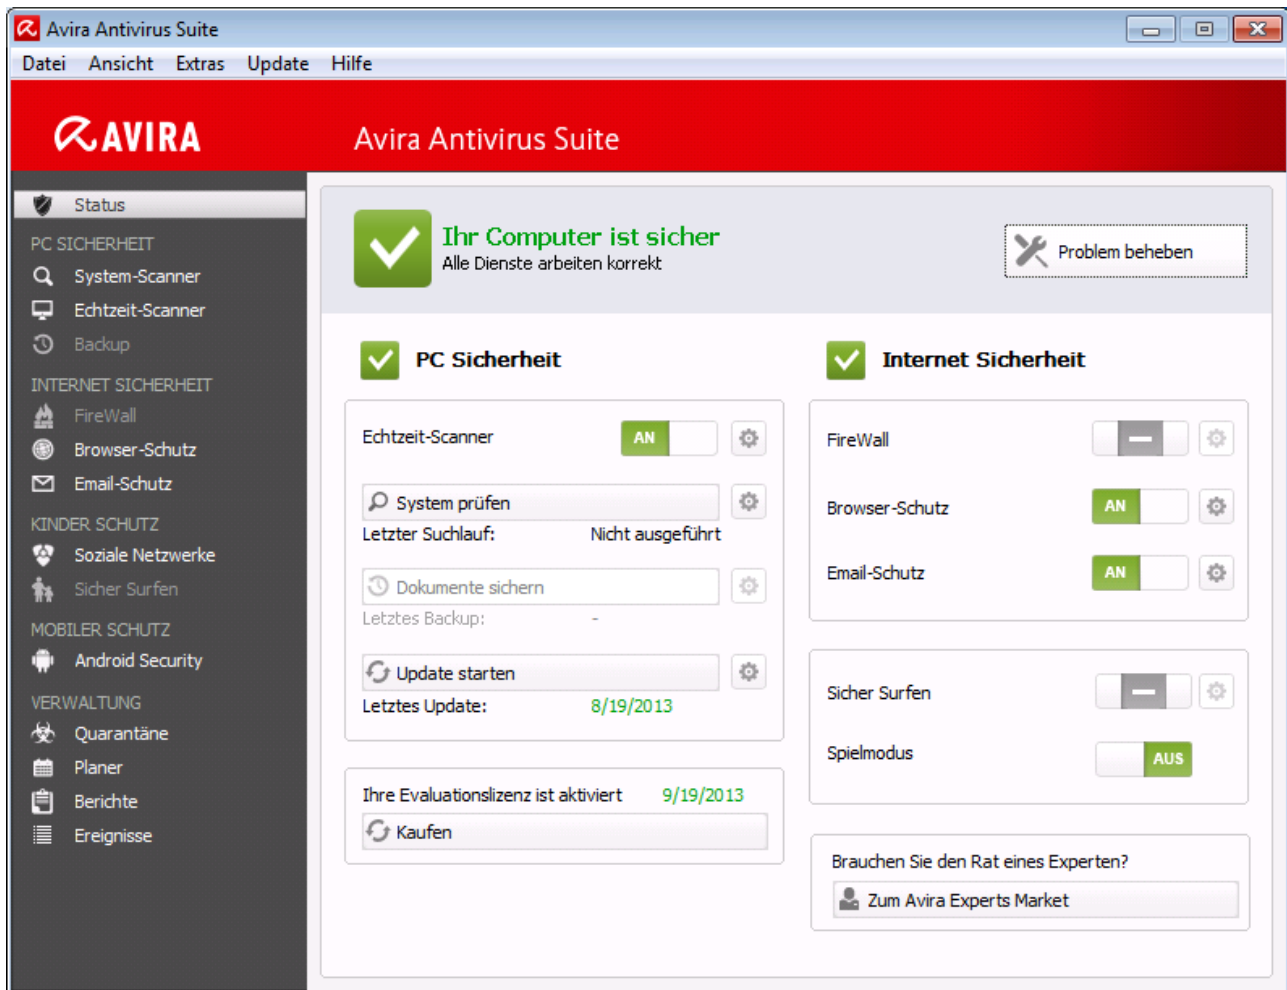 Avira Antivirus Suite
Datei Ansicht Extras Update Hilfe
AVIRA
Avira Antivirus Suite
Status
PC SICHERHEIT
System-Scanner
Echtzeit-Scanner
Backup
INTERNET SICHERHEIT
FireWall
Browser-Schutz
Email-Schutz
KINDER SCHUTZ
Soziale Netzwerke
Sicher Surfen
MOBILER SCHUTZ
Android Security
VERWALTUNG
Quarantäne
Planer
Berichte
Ereignisse
Ihr Computer ist sicher
Alle Dienste arbeiten korrekt
Problem beheben
PC Sicherheit
Echtzeit-Scanner AN
System prüfen
Letzter Suchlauf: Nicht ausgeführt
Dokumente sichern
Letztes Backup: -
Update starten
Letztes Update: 8/19/2013
Ihre Evaluationslizenz ist aktiviert 9/19/2013
Kaufen
Internet Sicherheit
FireWall
Browser-Schutz AN
Email-Schutz AN
Sicher Surfen
Spielmodus AUS
Brauchen Sie den Rat eines Experten?
Zum Avira Experts Market